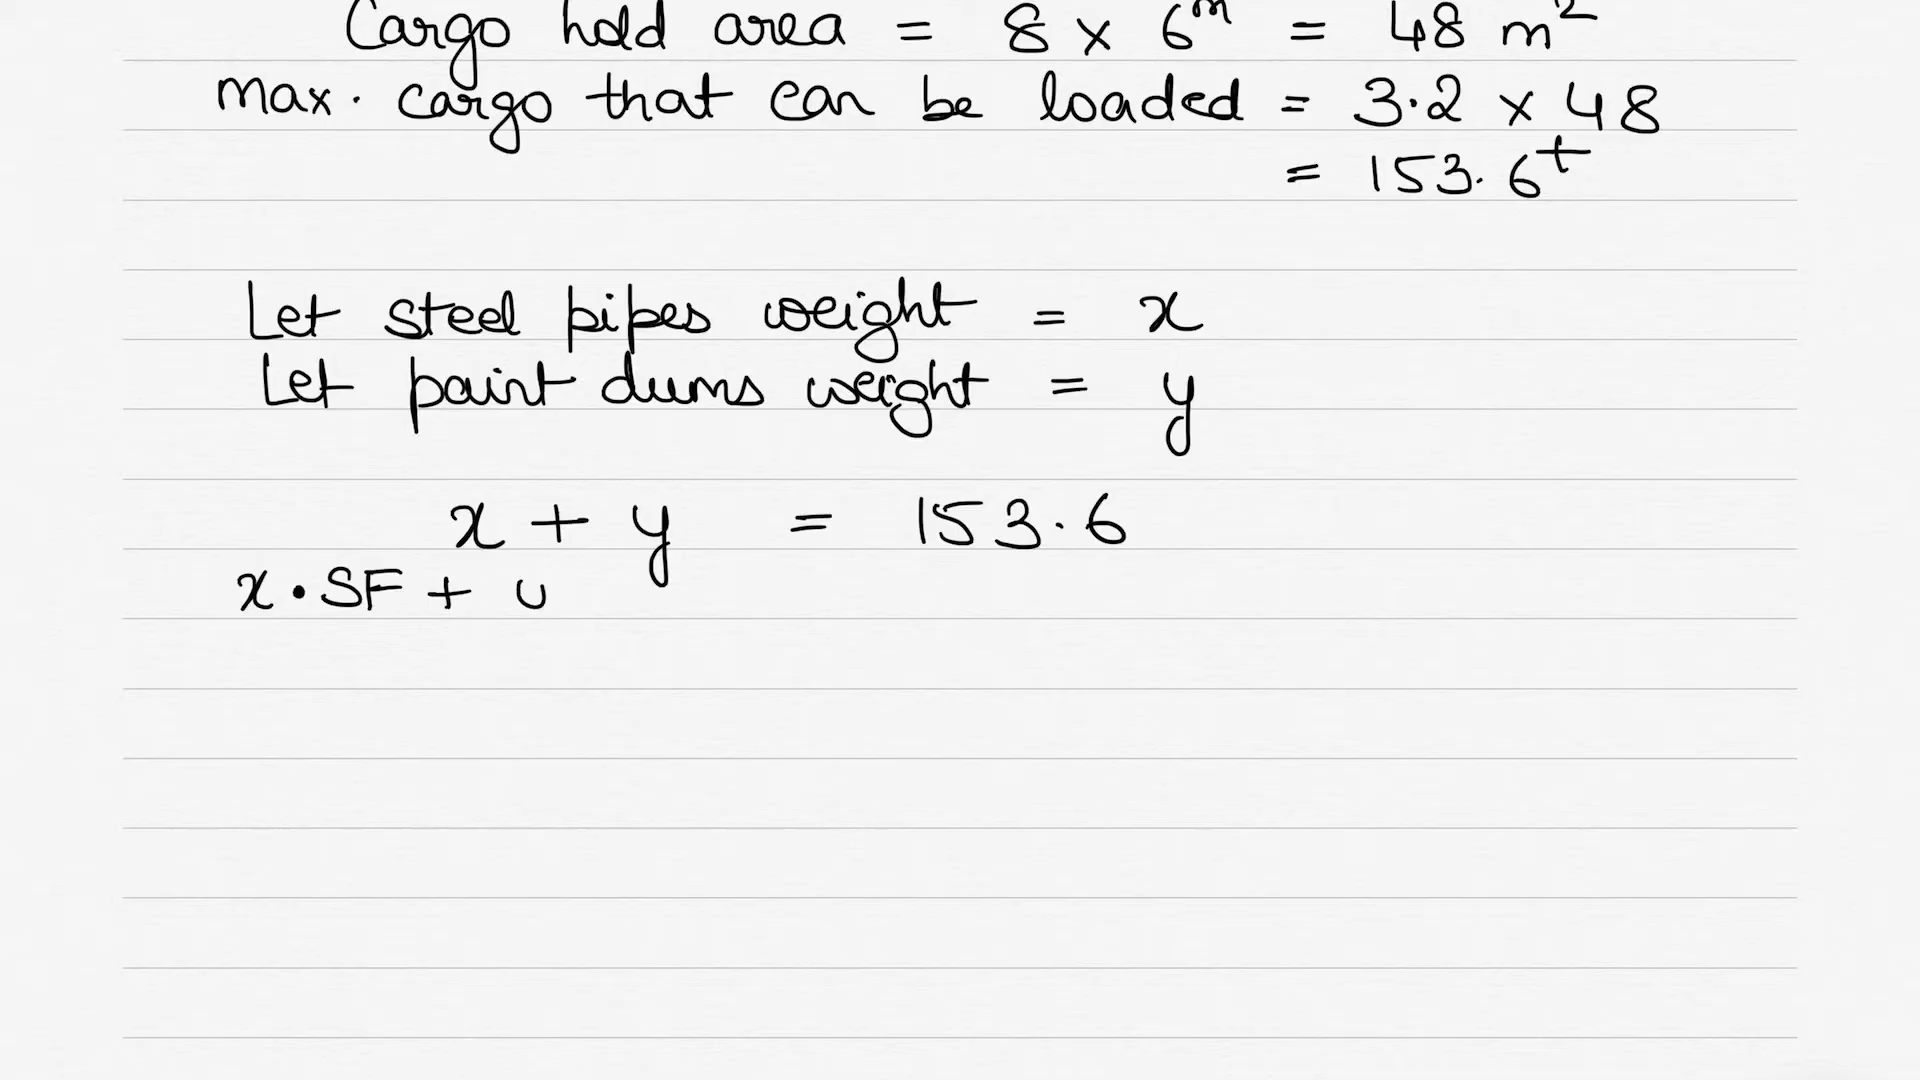 Cargo hold area = 8 x 6ᵐ = 48 m²
max. cargo that can be loaded = 3.2 x 48
= 153.6ᵗ
Let steel pipes weight = x
Let paint dums weight = y
x + y = 153.6
x . SF + υ